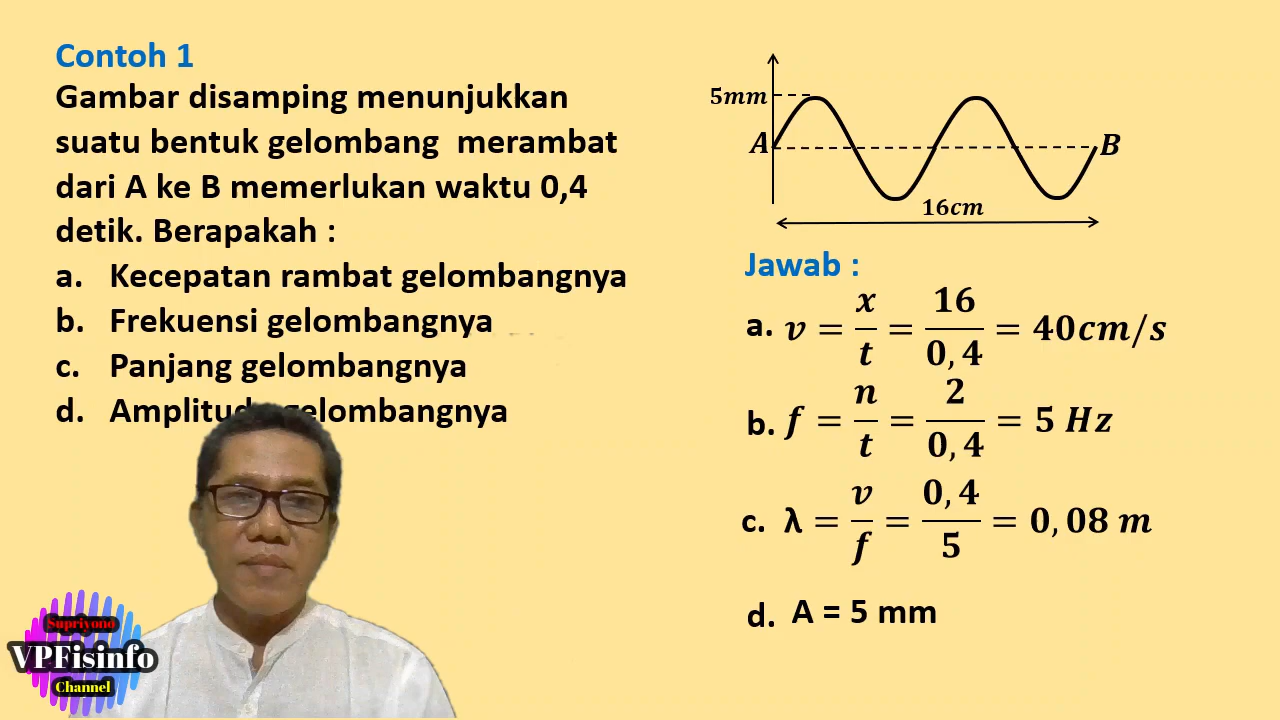 Contoh 1
Gambar disamping menunjukkan
suatu bentuk gelombang merambat
dari A ke B memerlukan waktu 0,4
detik. Berapakah :
a. Kecepatan rambat gelombangnya
b. Frekuensi gelombangnya
c. Panjang gelombangnya
d. Amplitudo gelombangnya
5mm
A
B
16cm
Jawab :
a. v = x/t = 16/0,4 = 40cm/s
b. f = n/t = 2/0,4 = 5 Hz
c. λ = v/f = 0,4/5 = 0,08 m
d. A = 5 mm
Supriyono
VPFisinfo
Channel